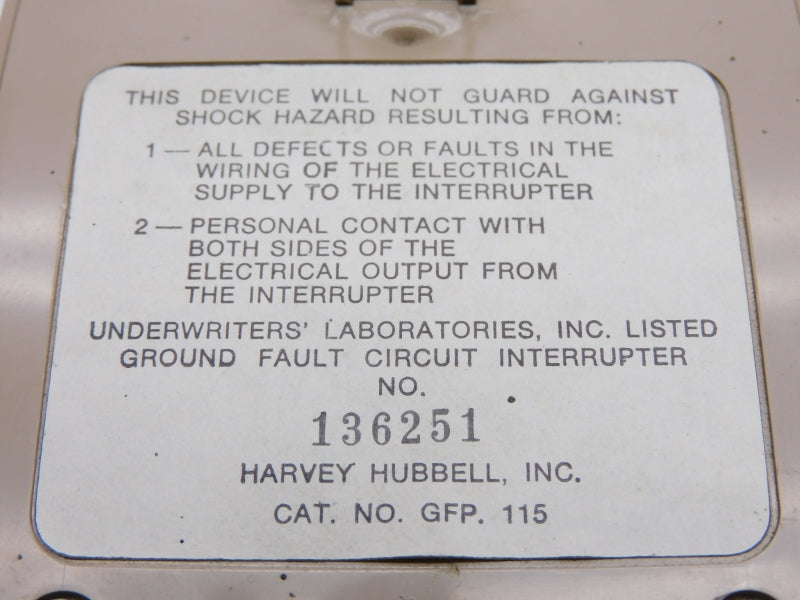 THIS DEVICE WILL NOT GUARD AGAINST
SHOCK HAZARD RESULTING FROM:
1 — ALL DEFECTS OR FAULTS IN THE
WIRING OF THE ELECTRICAL
SUPPLY TO THE INTERRUPTER
2 — PERSONAL CONTACT WITH
BOTH SIDES OF THE
ELECTRICAL OUTPUT FROM
THE INTERRUPTER
UNDERWRITERS' LABORATORIES, INC. LISTED
GROUND FAULT CIRCUIT INTERRUPTER
NO.
136251
HARVEY HUBBELL, INC.
CAT. NO. GFP. 115